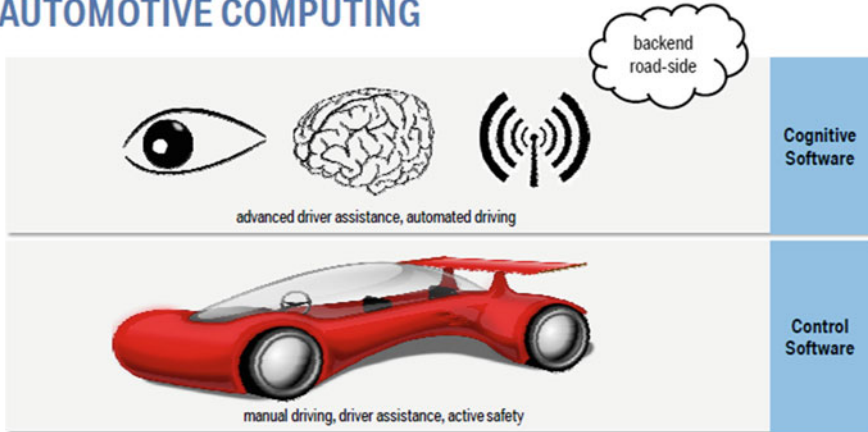 AUTOMOTIVE COMPUTING
backend
road-side
Cognitive
Software
advanced driver assistance, automated driving
Control
Software
manual driving, driver assistance, active safety